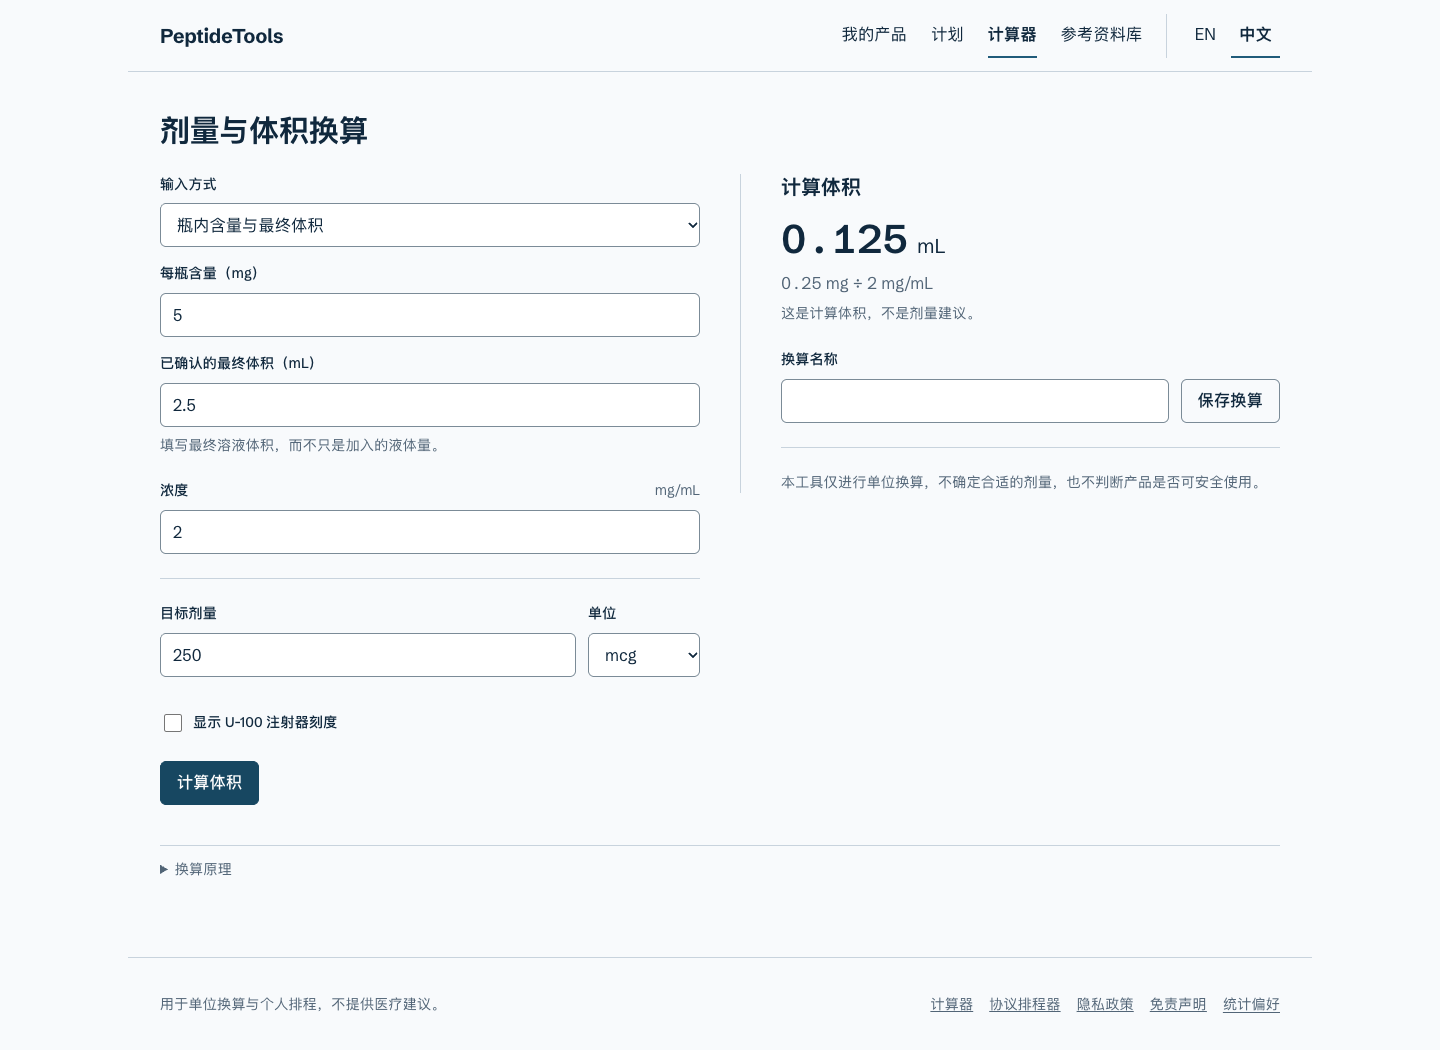 PeptideTools
我的产品
计划
计算器
参考资料库
EN
中文
剂量与体积换算
输入方式
瓶内含量与最终体积
每瓶含量（mg）
5
已确认的最终体积（mL）
2.5
填写最终溶液体积，而不只是加入的液体量。
浓度
mg/mL
2
目标剂量
单位
250
mcg
显示 U-100 注射器刻度
计算体积
计算体积
0.125 mL
0.25 mg ÷ 2 mg/mL
这是计算体积，不是剂量建议。
换算名称
保存换算
本工具仅进行单位换算，不确定合适的剂量，也不判断产品是否可安全使用。
换算原理
用于单位换算与个人排程，不提供医疗建议。
计算器
协议排程器
隐私政策
免责声明
统计偏好